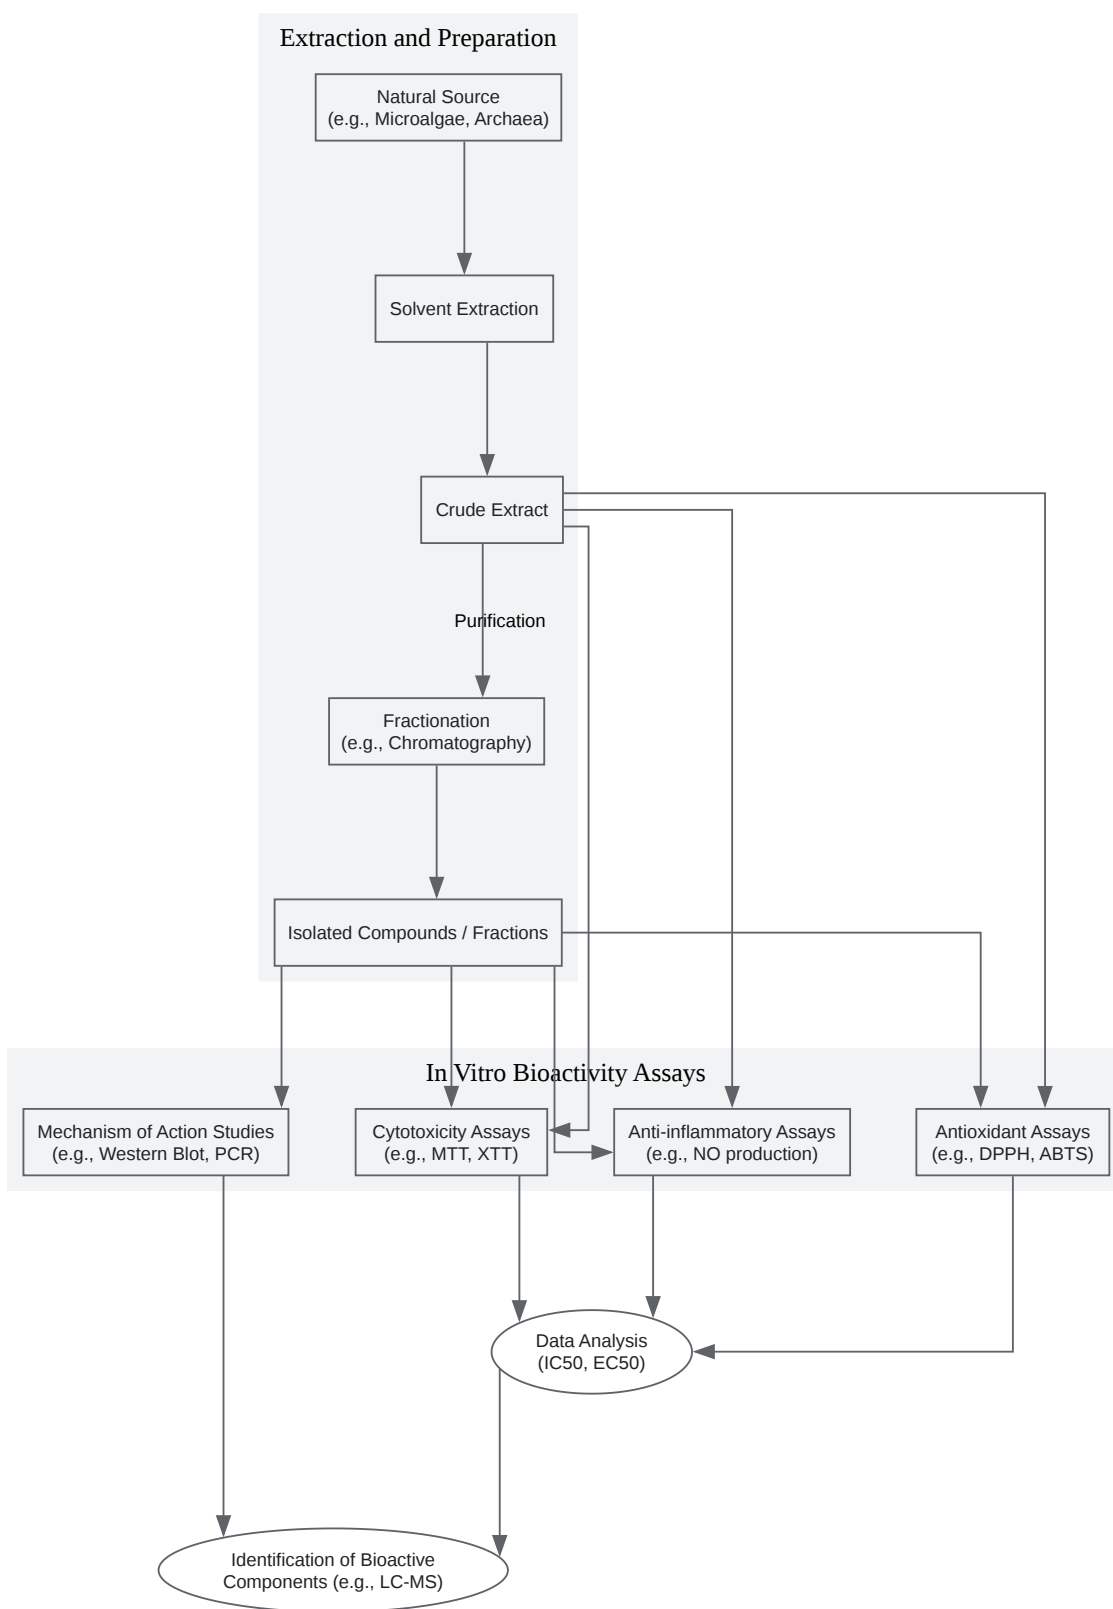 Extraction and Preparation
Natural Source
(e.g., Microalgae, Archaea)
Solvent Extraction
Crude Extract
Purification
Fractionation
(e.g., Chromatography)
Isolated Compounds / Fractions
In Vitro Bioactivity Assays
Mechanism of Action Studies
(e.g., Western Blot, PCR)
Cytotoxicity Assays
(e.g., MTT, XTT)
Anti-inflammatory Assays
(e.g., NO production)
Antioxidant Assays
(e.g., DPPH, ABTS)
Data Analysis
(IC50, EC50)
Identification of Bioactive
Components (e.g., LC-MS)